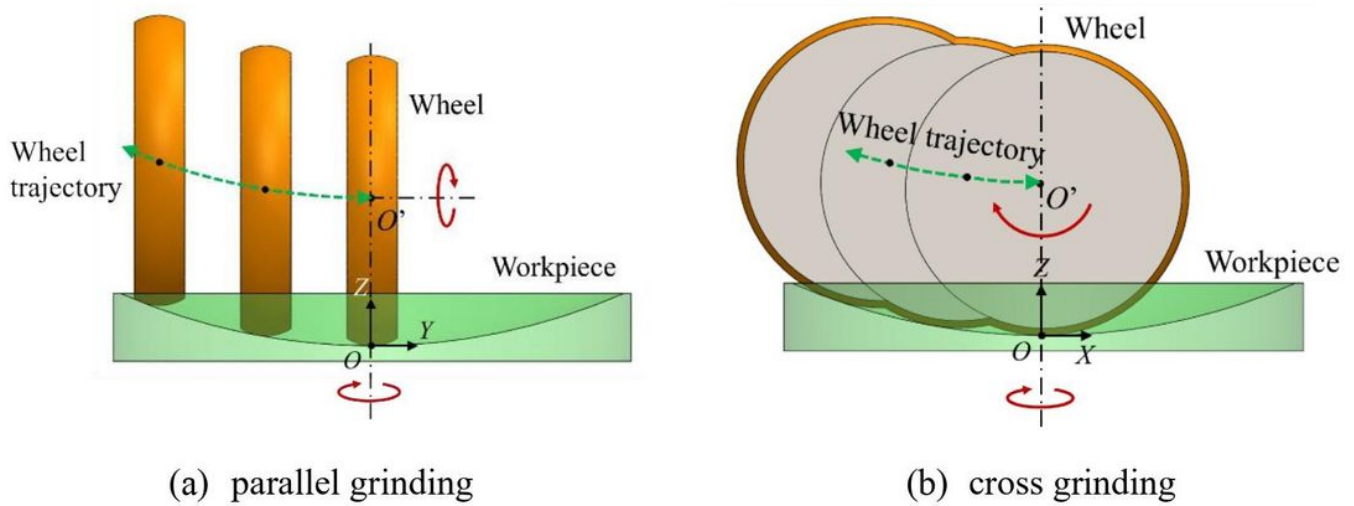 Wheel
Wheel
trajectory
O’
Workpiece
Z
Y
O
(a) parallel grinding
Wheel
Wheel trajectory
O’
Workpiece
Z
X
O
(b) cross grinding